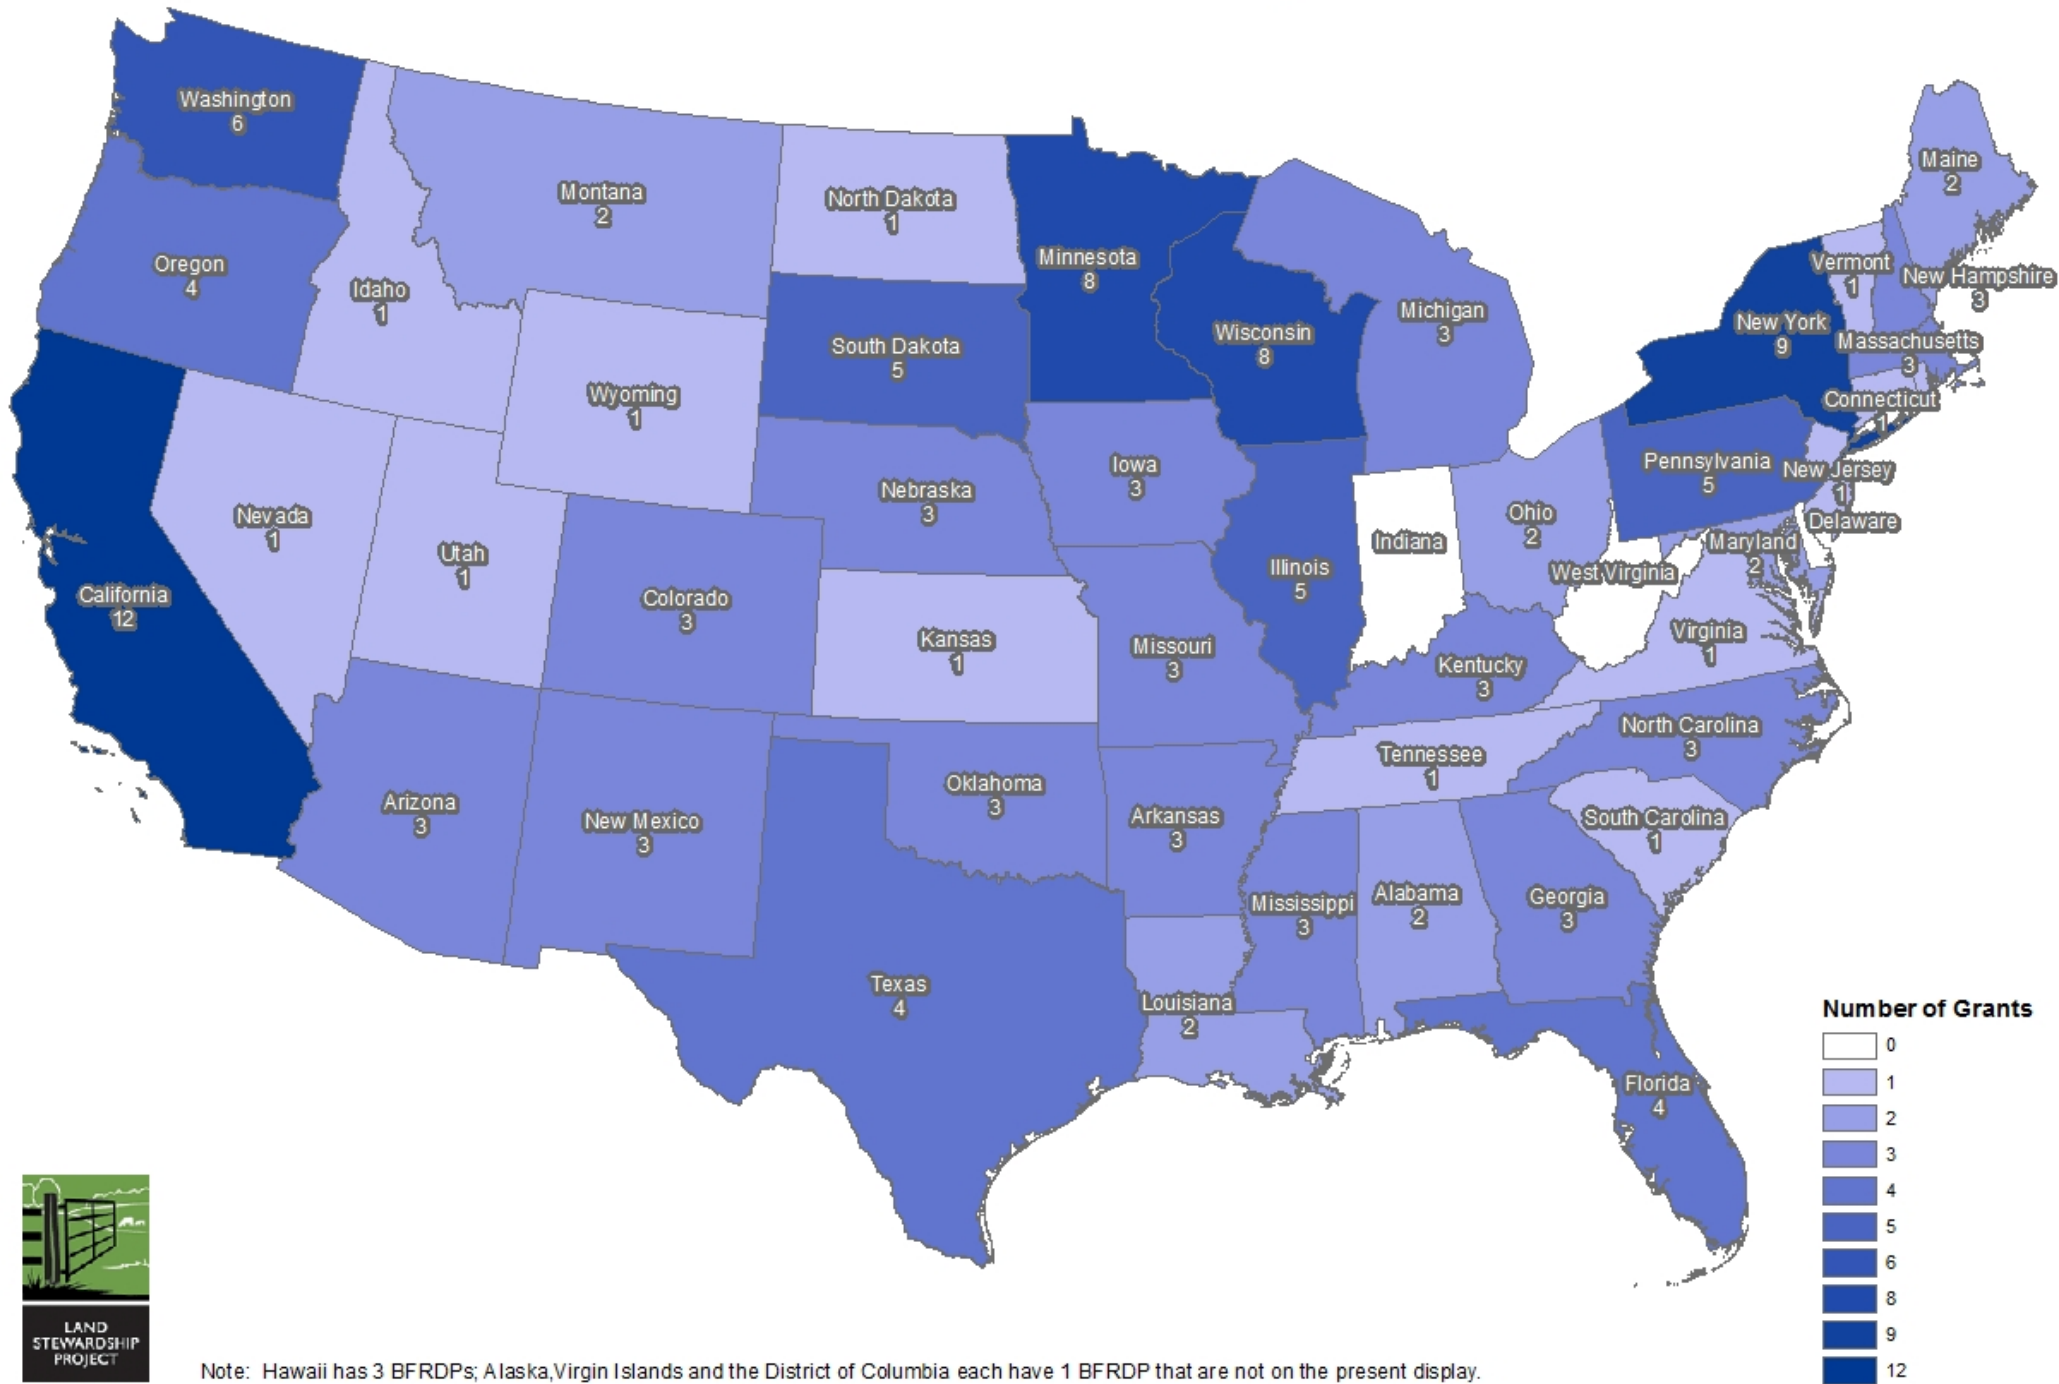 Washington
6
Oregon
4
California
12
Idaho
1
Nevada
1
Montana
2
Wyoming
1
Utah
1
Arizona
3
Colorado
3
New Mexico
3
North Dakota
1
South Dakota
5
Nebraska
3
Kansas
1
Oklahoma
3
Texas
4
Minnesota
8
Iowa
3
Missouri
3
Arkansas
3
Louisiana
2
Wisconsin
8
Illinois
5
Michigan
3
Indiana
Ohio
2
Kentucky
3
Tennessee
1
Mississippi
3
Alabama
2
Georgia
3
Florida
4
South Carolina
1
North Carolina
3
Virginia
1
West Virginia
Maryland
2
Delaware
Pennsylvania
5
New Jersey
1
New York
9
Connecticut
1
Massachusetts
3
Vermont
1
New Hampshire
3
Maine
2
Number of Grants
0
1
2
3
4
5
6
8
9
12
LAND
STEWARDSHIP
PROJECT
Note: Hawaii has 3 BFRDPs; Alaska,Virgin Islands and the District of Columbia each have 1 BFRDP that are not on the present display.